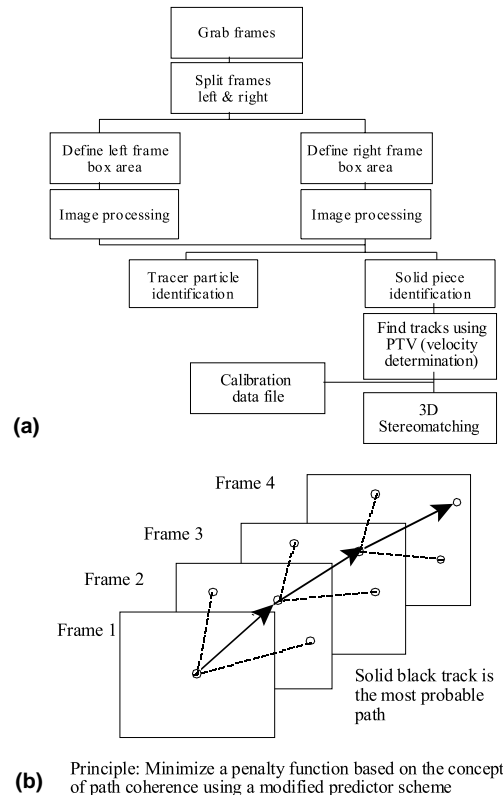 Grab frames
Split frames
left & right
Define left frame
box area
Define right frame
box area
Image processing
Image processing
Tracer particle
identification
Solid piece
identification
Find tracks using
PTV (velocity
determination)
Calibration
data file
3D
Stereomatching
(a)
Frame 4
Frame 3
Frame 2
Frame 1
Solid black track is
the most probable
path
(b) Principle: Minimize a penalty function based on the concept
of path coherence using a modified predictor scheme